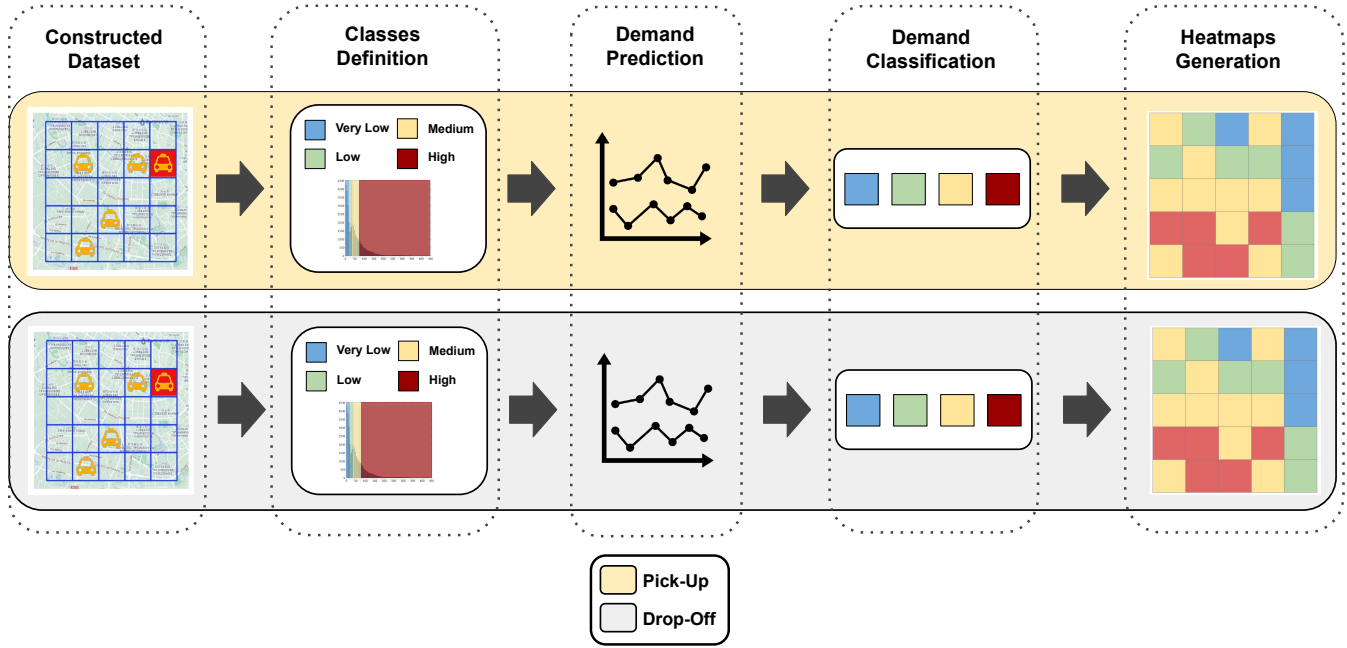 Constructed
Dataset
Classes
Definition
Demand
Prediction
Demand
Classification
Heatmaps
Generation
Very Low
Medium
Low
High
Very Low
Medium
Low
High
Pick-Up
Drop-Off